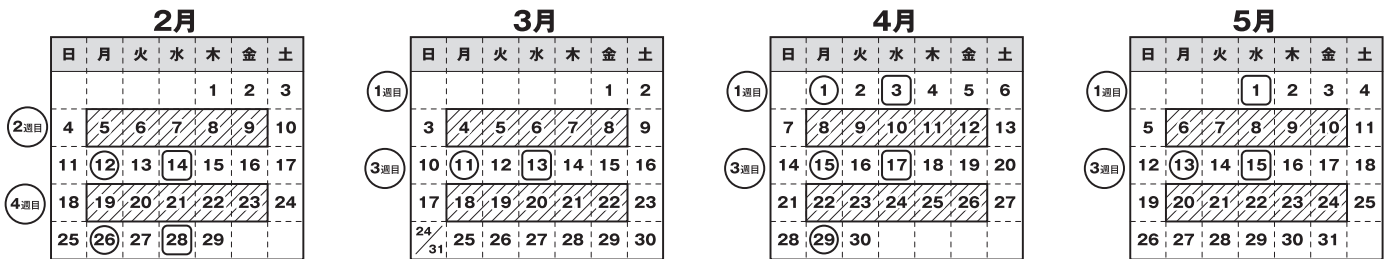 2月
日 月 火 水 木 金 土
1 2 3
2週目
4 5 6 7 8 9 10
11 12 13 14 15 16 17
4週目
18 19 20 21 22 23 24
25 26 27 28 29
3月
日 月 火 水 木 金 土
1週目
1 2
3 4 5 6 7 8 9
3週目
10 11 12 13 14 15 16
17 18 19 20 21 22 23
24/31 25 26 27 28 29 30
4月
日 月 火 水 木 金 土
1週目
1 2 3 4 5 6
7 8 9 10 11 12 13
3週目
14 15 16 17 18 19 20
21 22 23 24 25 26 27
28 29 30
5月
日 月 火 水 木 金 土
1週目
1 2 3 4
5 6 7 8 9 10 11
3週目
12 13 14 15 16 17 18
19 20 21 22 23 24 25
26 27 28 29 30 31